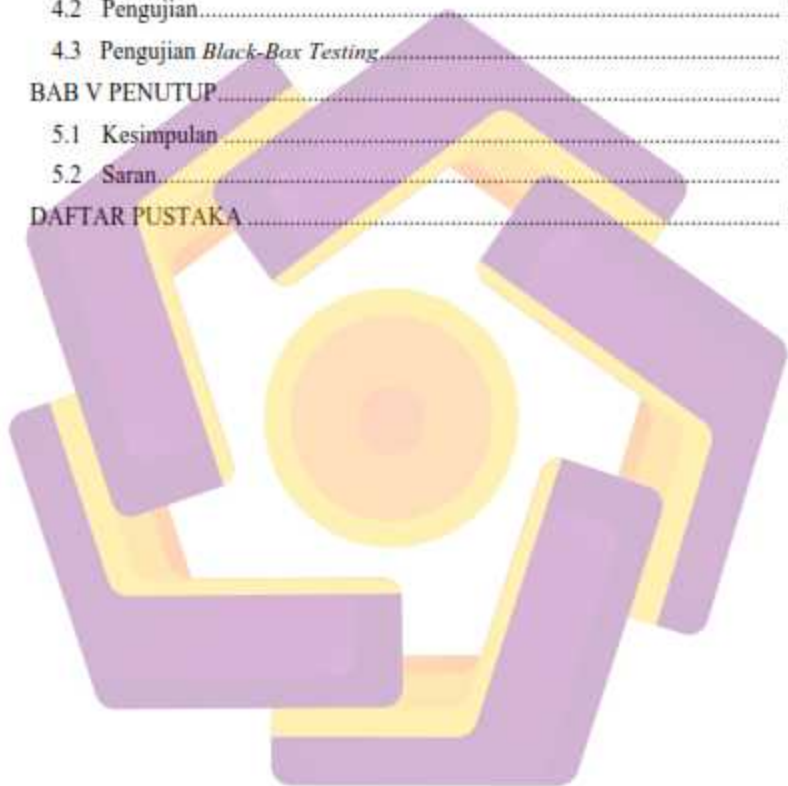 4.2 Pengujian
4.3 Pengujian Black-Box Testing
BAB V PENUTUP
5.1 Kesimpulan
5.2 Saran
DAFTAR PUSTAKA